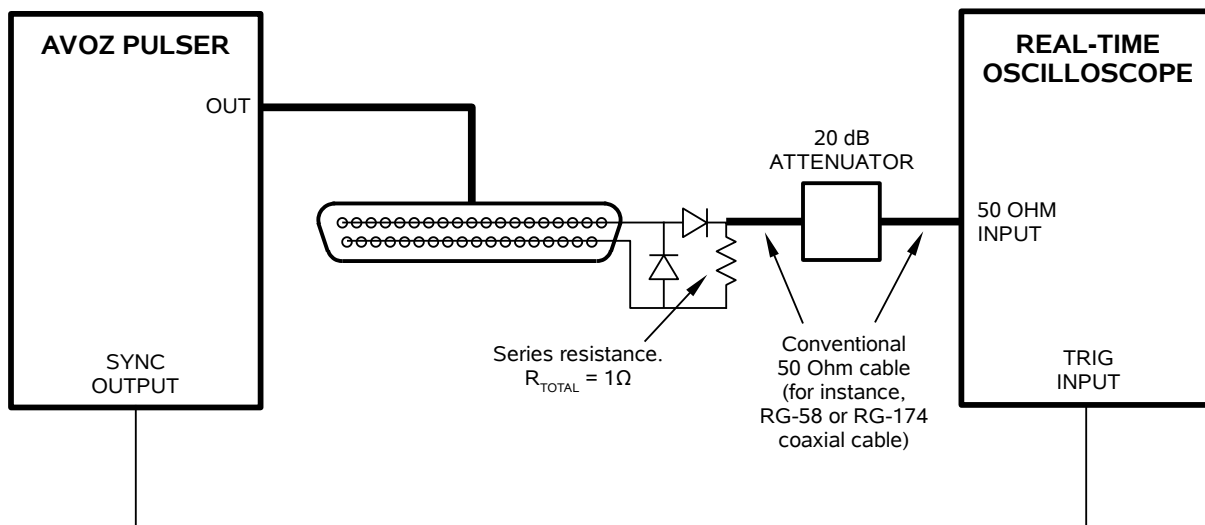 AVOZ PULSER
OUT
SYNC
OUTPUT
Series resistance.
R_TOTAL = 1Ω
20 dB
ATTENUATOR
Conventional
50 Ohm cable
(for instance,
RG-58 or RG-174
coaxial cable)
REAL-TIME
OSCILLOSCOPE
50 OHM
INPUT
TRIG
INPUT